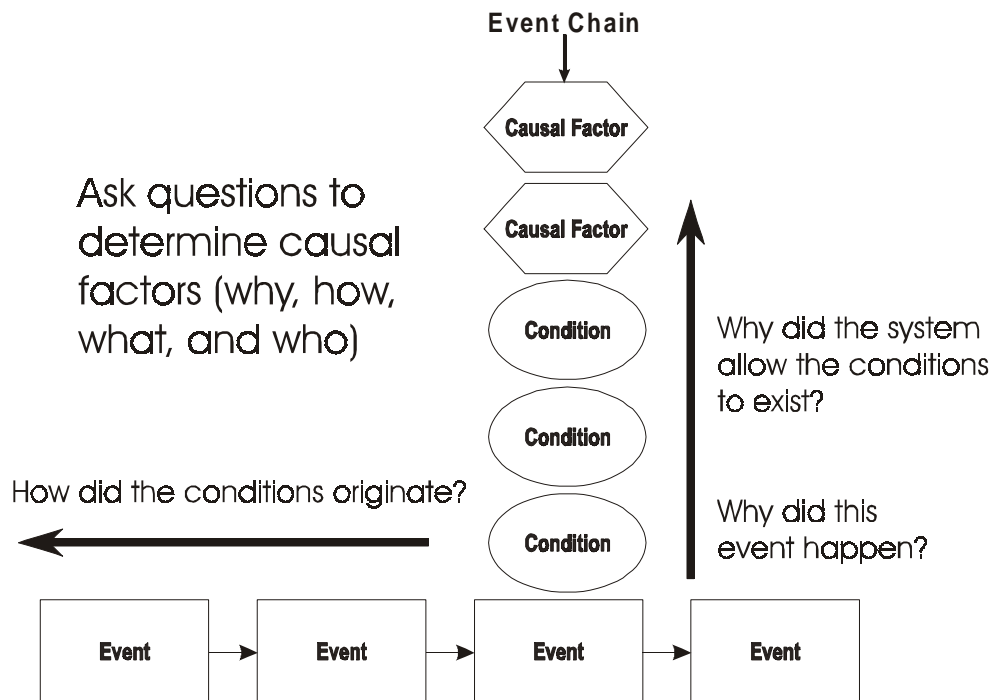 Event Chain
Causal Factor
Causal Factor
Ask questions to
determine causal
factors (why, how,
what, and who)
Condition
Condition
Condition
Why did the system
allow the conditions
to exist?
How did the conditions originate?
Why did this
event happen?
Event
Event
Event
Event